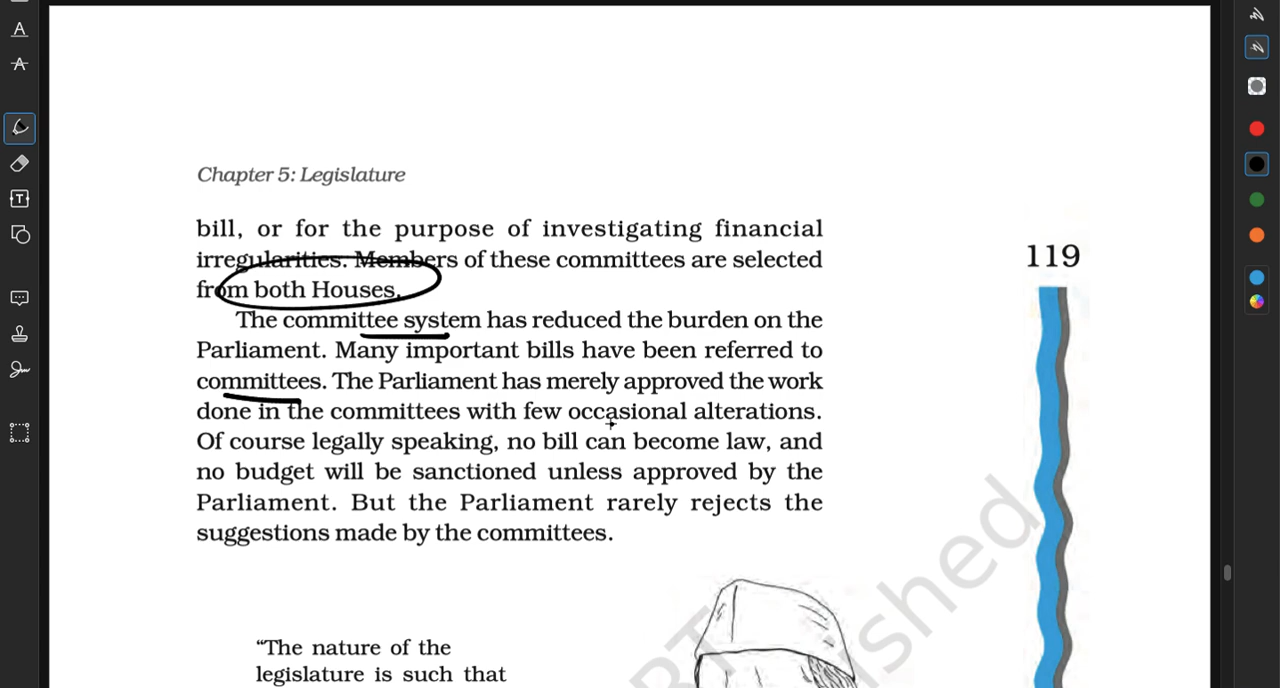 Chapter 5: Legislature
bill, or for the purpose of investigating financial
irregularities. Members of these committees are selected
from both Houses.
119
The committee system has reduced the burden on the
Parliament. Many important bills have been referred to
committees. The Parliament has merely approved the work
done in the committees with few occasional alterations.
Of course legally speaking, no bill can become law, and
no budget will be sanctioned unless approved by the
Parliament. But the Parliament rarely rejects the
suggestions made by the committees.
“The nature of the
legislature is such that